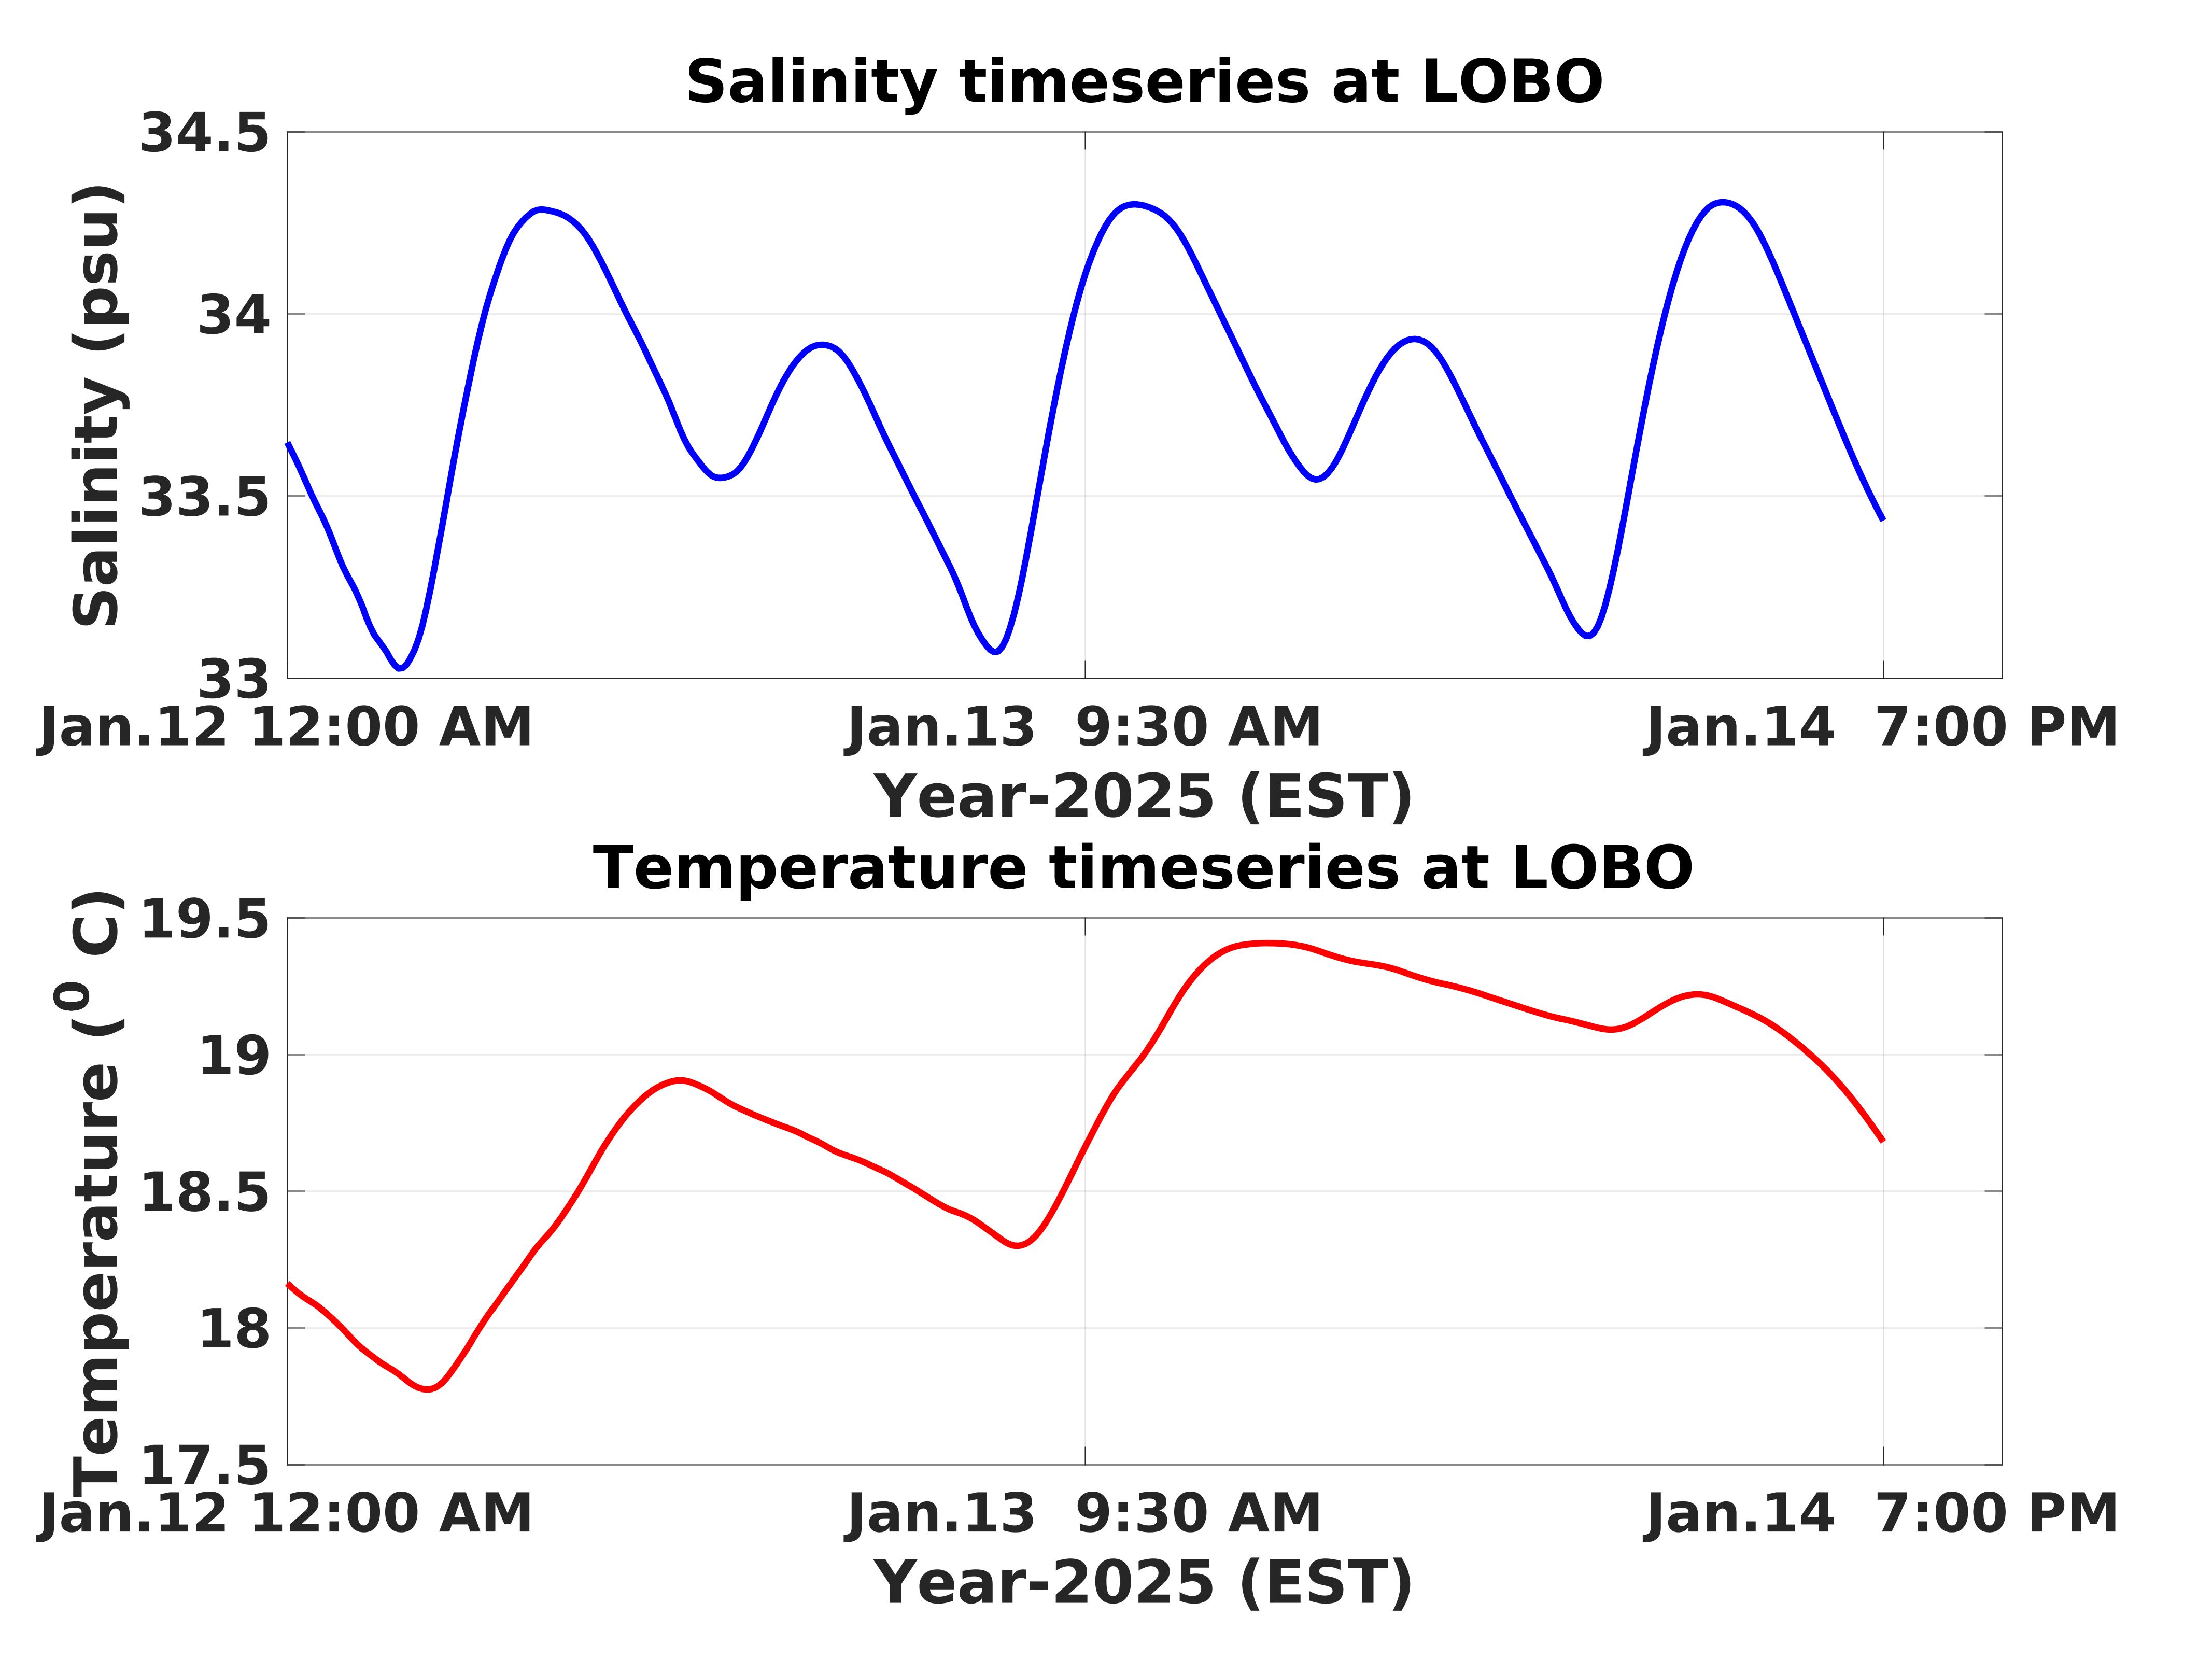 Salinity timeseries at LOBO
Salinity (psu)
34.5
34
33.5
33
Jan.12 12:00 AM Jan.13  9:30 AM Jan.14  7:00 PM
Year-2025 (EST)
Temperature timeseries at LOBO
Temperature (⁰ C)
19.5
19
18.5
18
17.5
Jan.12 12:00 AM Jan.13  9:30 AM Jan.14  7:00 PM
Year-2025 (EST)